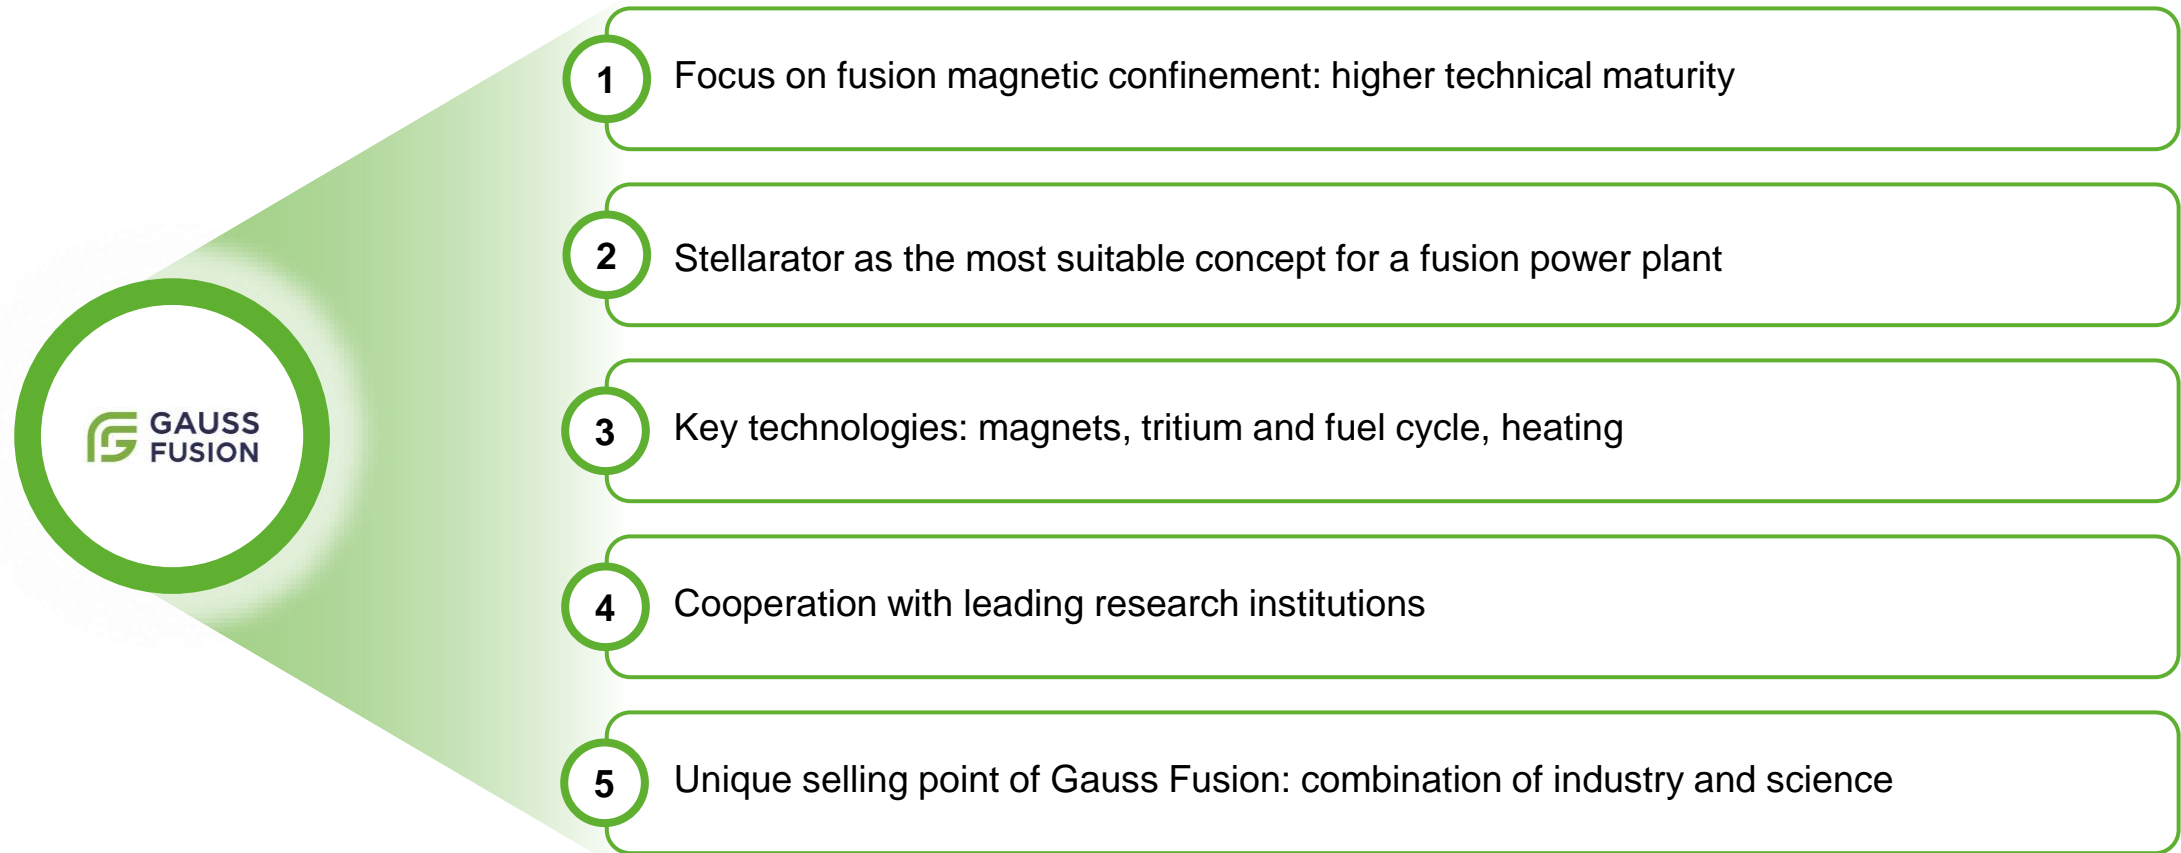 GAUSS
FUSION
1
Focus on fusion magnetic confinement: higher technical maturity
2
Stellarator as the most suitable concept for a fusion power plant
3
Key technologies: magnets, tritium and fuel cycle, heating
4
Cooperation with leading research institutions
5
Unique selling point of Gauss Fusion: combination of industry and science